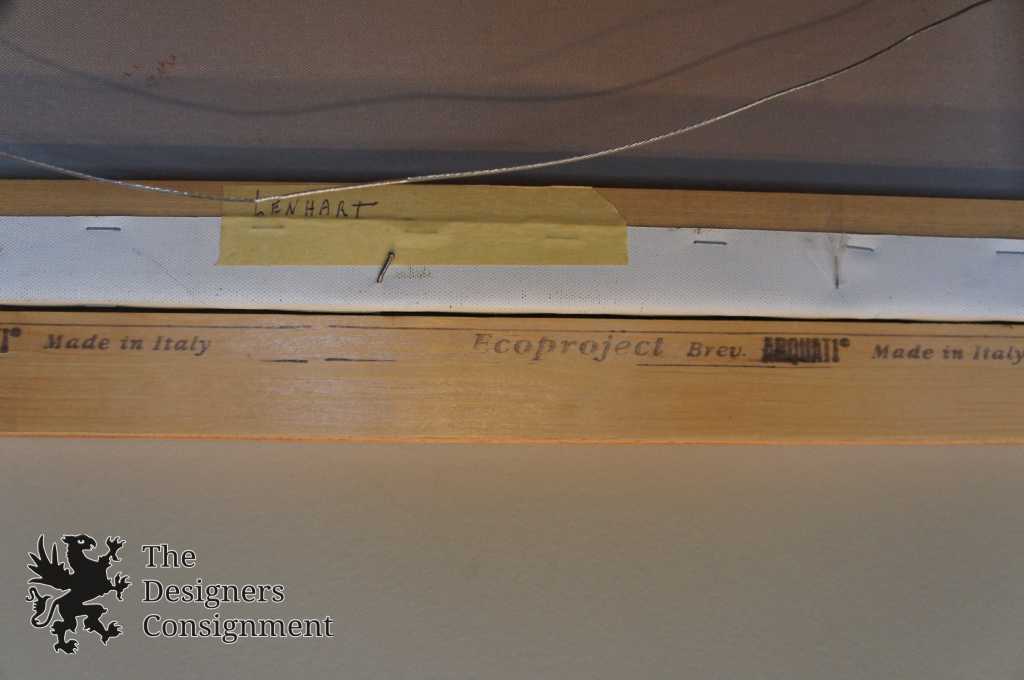 LENHART
I® Made in Italy Ecoproject Brev. ARQUATI® Made in Italy
The
Designers
Consignment